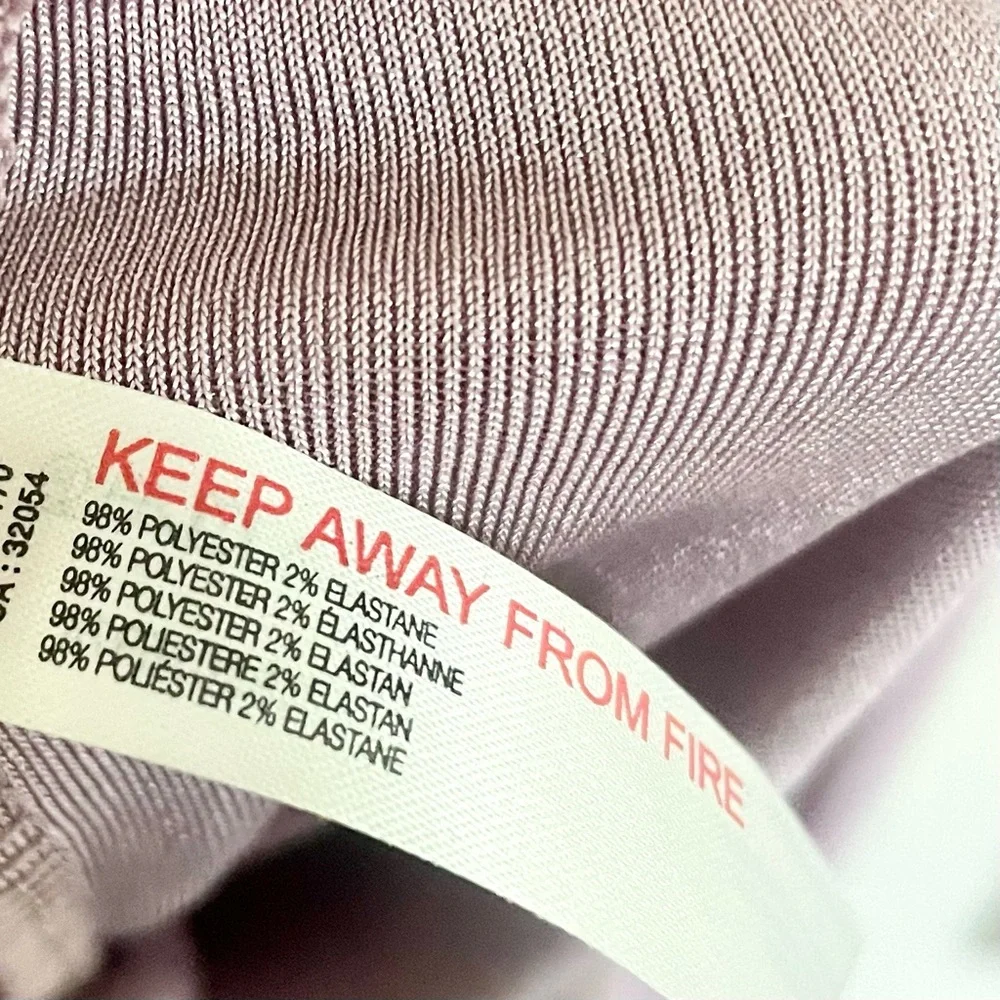 KEEP AWAY FROM FIRE
98% POLYESTER 2% ELASTANE
98% POLYESTER 2% ÉLASTHANNE
98% POLYESTER 2% ELASTAN
98% POLIESTERE 2% ELASTAN
98% POLIÉSTER 2% ELASTANE
: 32054